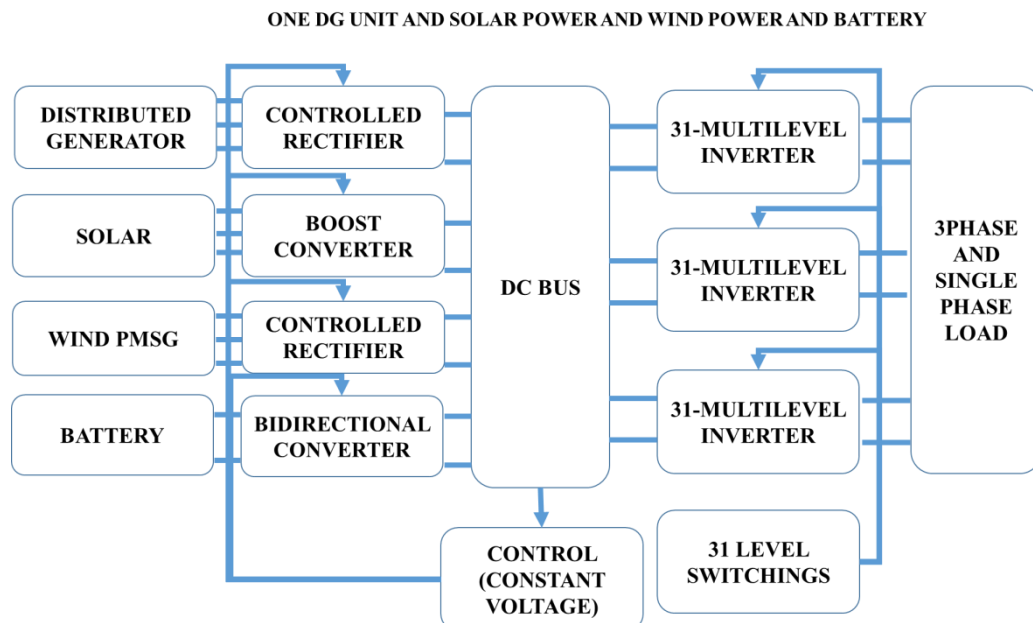 ONE DG UNIT AND SOLAR POWER AND WIND POWER AND BATTERY
DISTRIBUTED
GENERATOR
CONTROLLED
RECTIFIER
SOLAR
BOOST
CONVERTER
WIND PMSG
CONTROLLED
RECTIFIER
BATTERY
BIDIRECTIONAL
CONVERTER
DC BUS
CONTROL
(CONSTANT
VOLTAGE)
31-MULTILEVEL
INVERTER
31-MULTILEVEL
INVERTER
31-MULTILEVEL
INVERTER
31 LEVEL
SWITCHINGS
3PHASE
AND
SINGLE
PHASE
LOAD